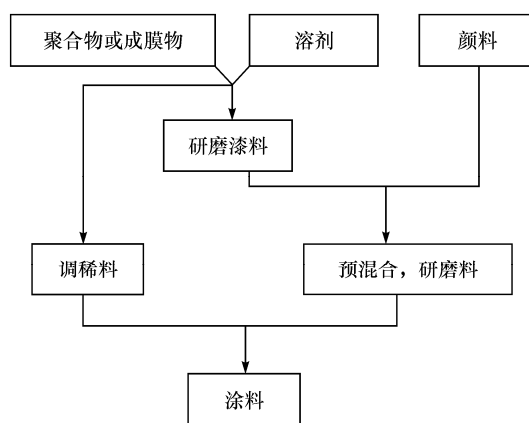 聚合物或成膜物
溶剂
颜料
研磨漆料
调稀料
预混合，研磨料
涂料